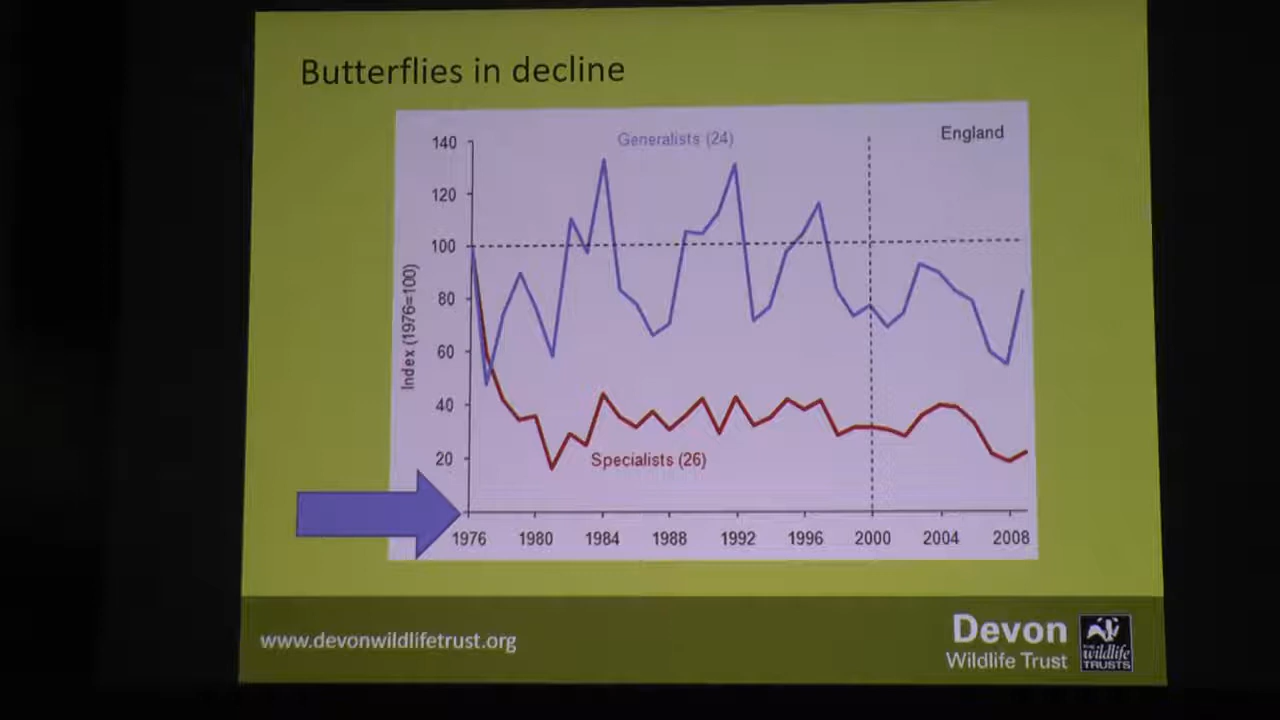 Butterflies in decline
Generalists (24)
England
140
120
100
80
60
40
20
Index (1976=100)
Specialists (26)
1976 1980 1984 1988 1992 1996 2000 2004 2008
www.devonwildlifetrust.org
Devon
Wildlife Trust
THE
wildlife
TRUSTS